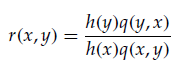 r(x, y) = h(y)q(y, x) / h(x)q(x, y)